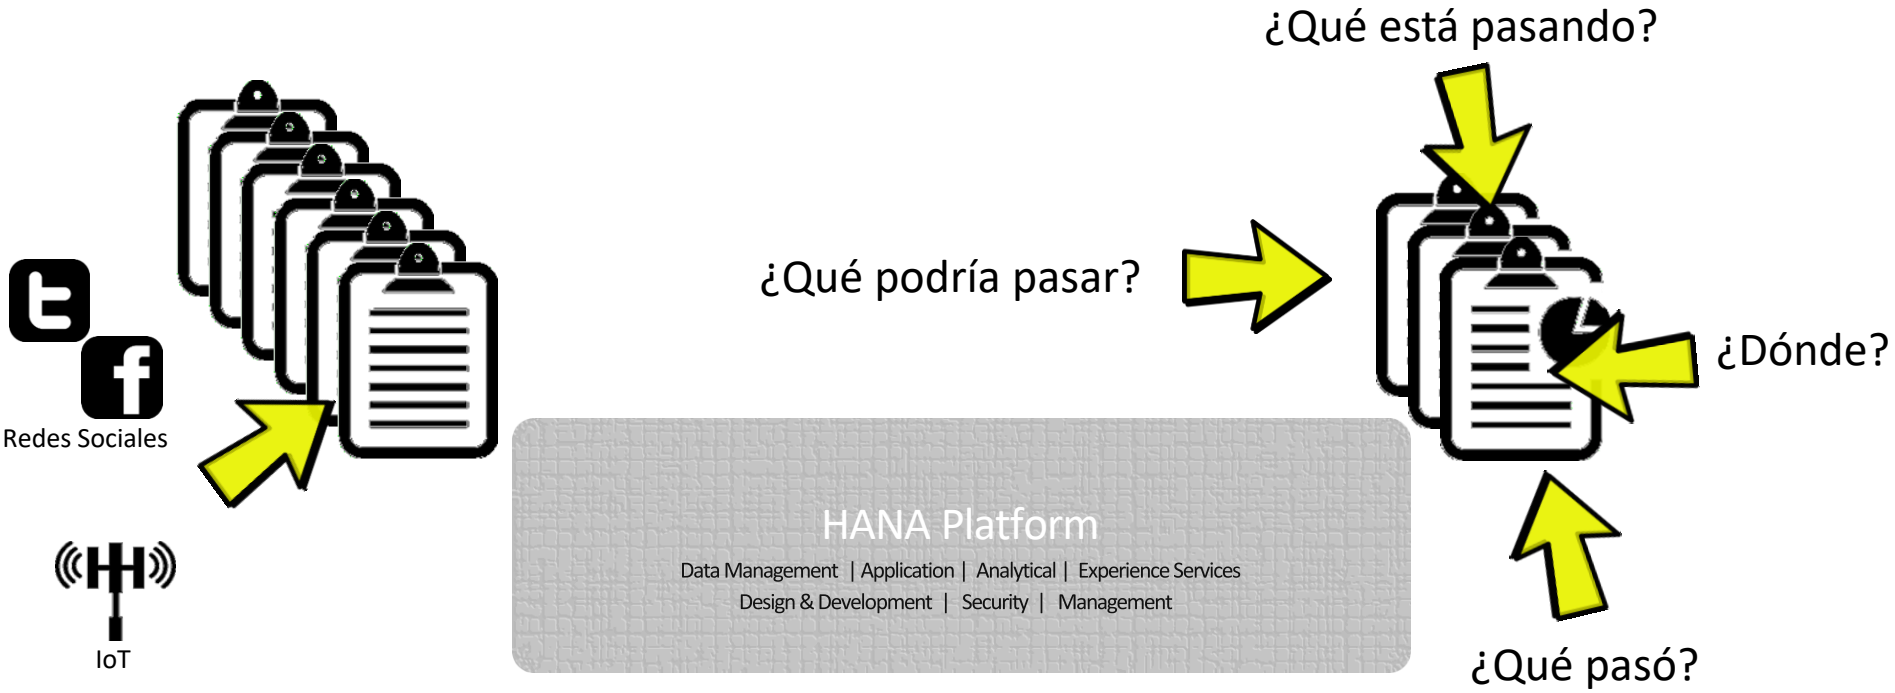 ¿Qué está pasando?
¿Qué podría pasar?
¿Dónde?
Redes Sociales
HANA Platform
Data Management | Application | Analytical | Experience Services
Design & Development | Security | Management
IoT
¿Qué pasó?